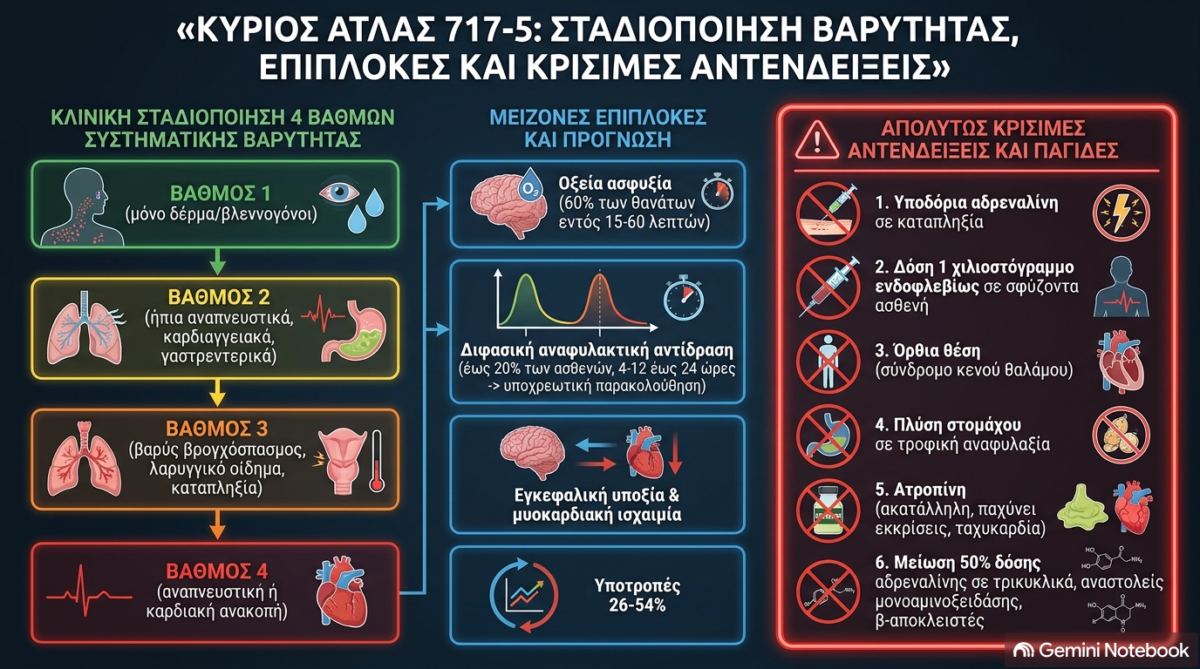 «ΚΥΡΙΟΣ ΑΤΛΑΣ 717-5: ΣΤΑΔΙΟΠΟΙΗΣΗ ΒΑΡΥΤΗΤΑΣ,
ΕΠΙΠΛΟΚΕΣ ΚΑΙ ΚΡΙΣΙΜΕΣ ΑΝΤΕΝΔΕΙΞΕΙΣ»
ΚΛΙΝΙΚΗ ΣΤΑΔΙΟΠΟΙΗΣΗ 4 ΒΑΘΜΩΝ
ΣΥΣΤΗΜΑΤΙΚΗΣ ΒΑΡΥΤΗΤΑΣ
ΒΑΘΜΟΣ 1
(μόνο δέρμα/βλεννογόνοι)
ΒΑΘΜΟΣ 2
(ήπια αναπνευστικά,
καρδιαγγειακά,
γαστρεντερικά)
ΒΑΘΜΟΣ 3
(βαρύς βρογχόσπασμος,
λαρυγγικό οίδημα,
καταπληξία)
ΒΑΘΜΟΣ 4
(αναπνευστική ή
καρδιακή ανακοπή)
ΜΕΙΖΟΝΕΣ ΕΠΙΠΛΟΚΕΣ
ΚΑΙ ΠΡΟΓΝΩΣΗ
O₃
Οξεία ασφυξία
(60% των θανάτων
εντός 15-60 λεπτών)
Διφασική αναφυλακτική αντίδραση
(έως 20% των ασθενών, 4-12 έως 24 ώρες
-> υποχρεωτική παρακολούθηση)
Εγκεφαλική υποξία &
μυοκαρδιακή ισχαιμία
Υποτροπές
26-54%
ΑΠΟΛΥΤΩΣ ΚΡΙΣΙΜΕΣ
ΑΝΤΕΝΔΕΙΞΕΙΣ ΚΑΙ ΠΑΓΙΔΕΣ
1. Υποδόρια αδρεναλίνη
σε καταπληξία
2. Δόση 1 χιλιοστόγραμμο
ενδοφλεβίως σε σφύζοντα
ασθενή
3. Όρθια θέση
(σύνδρομο κενού θαλάμου)
4. Πλύση στομάχου
σε τροφική αναφυλαξία
5. Ατροπίνη
(ακατάλληλη, παχύνει
εκκρίσεις, ταχυκαρδία)
6. Μείωση 50% δόσης
αδρεναλίνης σε τρικυκλικά, αναστολείς
μονοαμινοξειδάσης,
β-αποκλειστές
Gemini Notebook